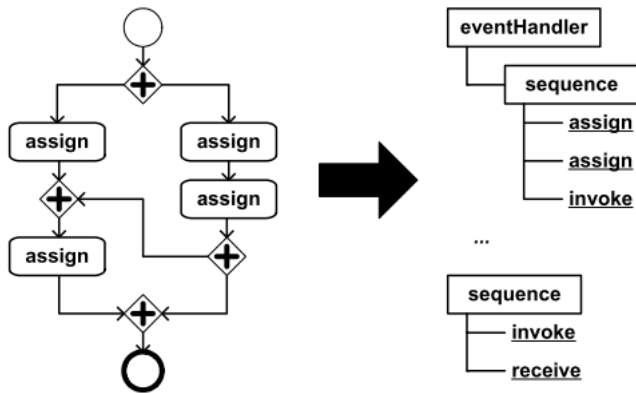 assign
assign
assign
assign
eventHandler
sequence
assign
assign
invoke
...
sequence
invoke
receive